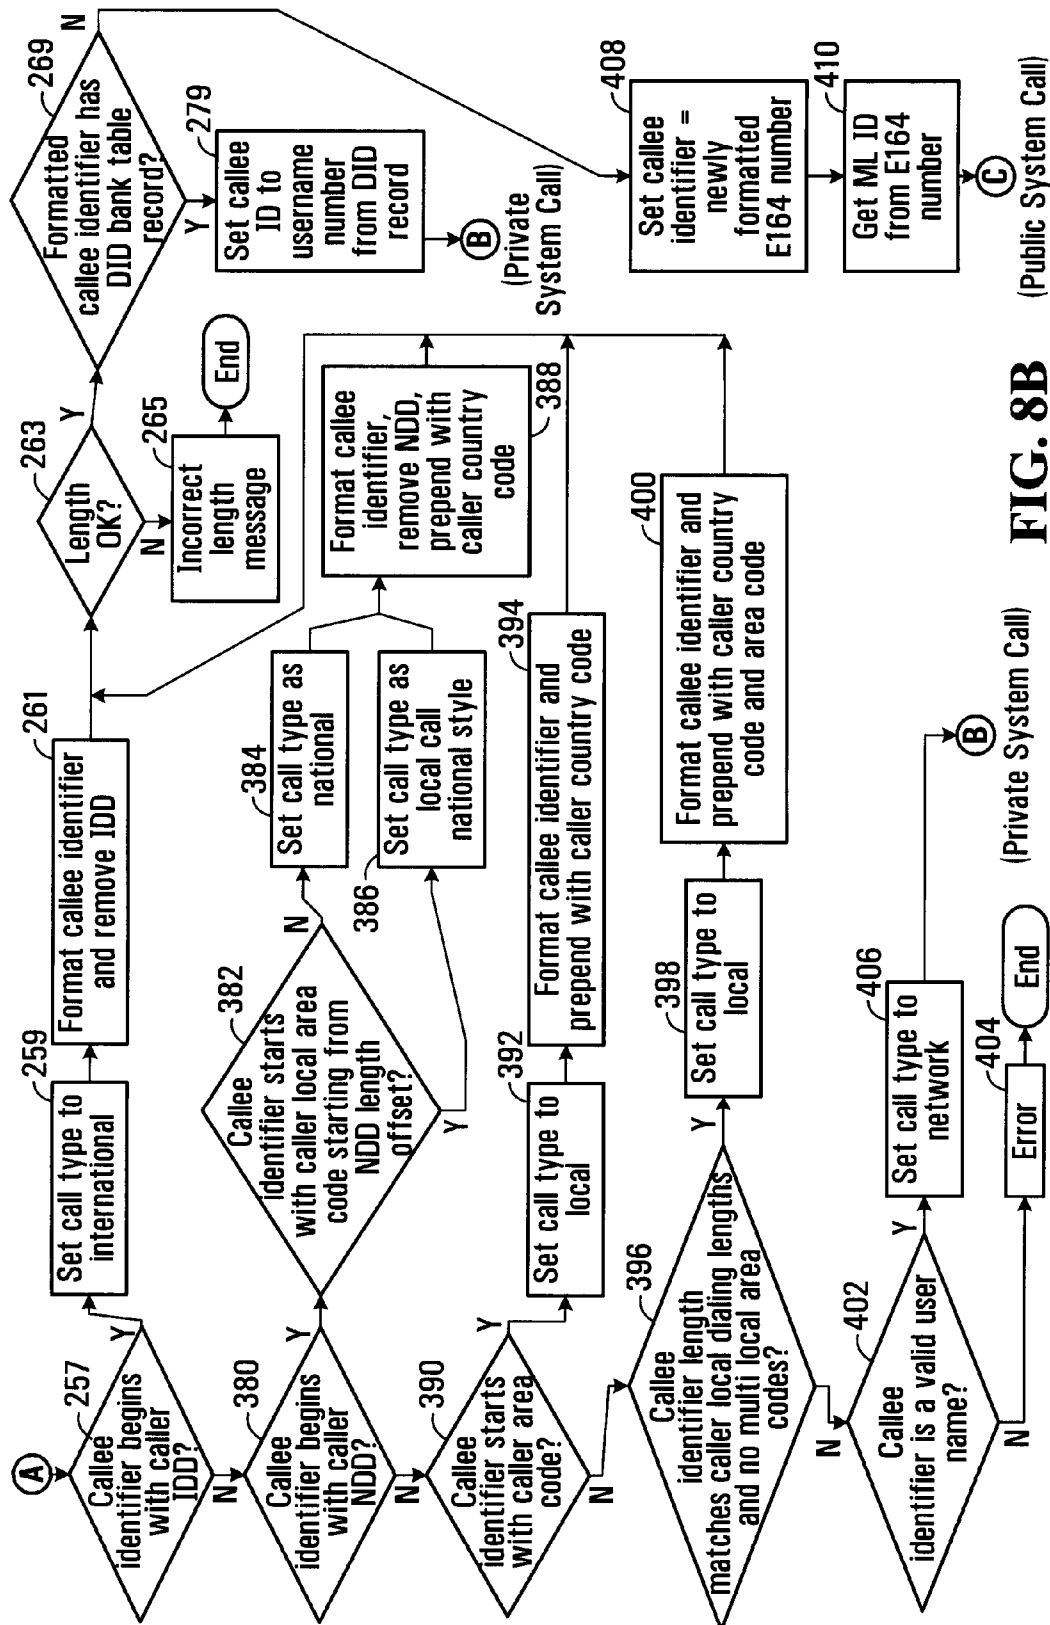 A
257
Callee
identifier begins
with caller
IDD?
Y
N
259
Set call type to
international
261
Format callee identifier
and remove IDD
263
Length
OK?
Y
N
265
Incorrect
length
message
End
269
Formatted
callee identifier has
DID bank table
record?
N
Y
279
Set callee
ID to
username
number
from DID
record
B
(Private
System Call)
380
Callee
identifier begins
with caller
NDD?
Y
N
382
Callee
identifier starts
with caller local area
code starting from
NDD length
offset?
N
Y
384
Set call type as
national
386
Set call type as
local call
national style
Format callee
identifier,
remove NDD,
prepend with
caller country
code
388
390
Callee
identifier starts
with caller area
code?
Y
N
392
Set call type to
local
394
Format callee identifier and
prepend with caller country code
396
Callee
identifier length
matches caller local dialing lengths
and no multi local area
codes?
Y
N
398
Set call type to
local
400
Format callee identifier and
prepend with caller country
code and area code
408
Set callee
identifier =
newly
formatted
E164 number
410
Get ML ID
from E164
number
C
(Public System Call)
402
Callee
identifier is a valid user
name?
Y
N
406
Set call type to
network
404
Error
End
B
(Private System Call)
FIG. 8B